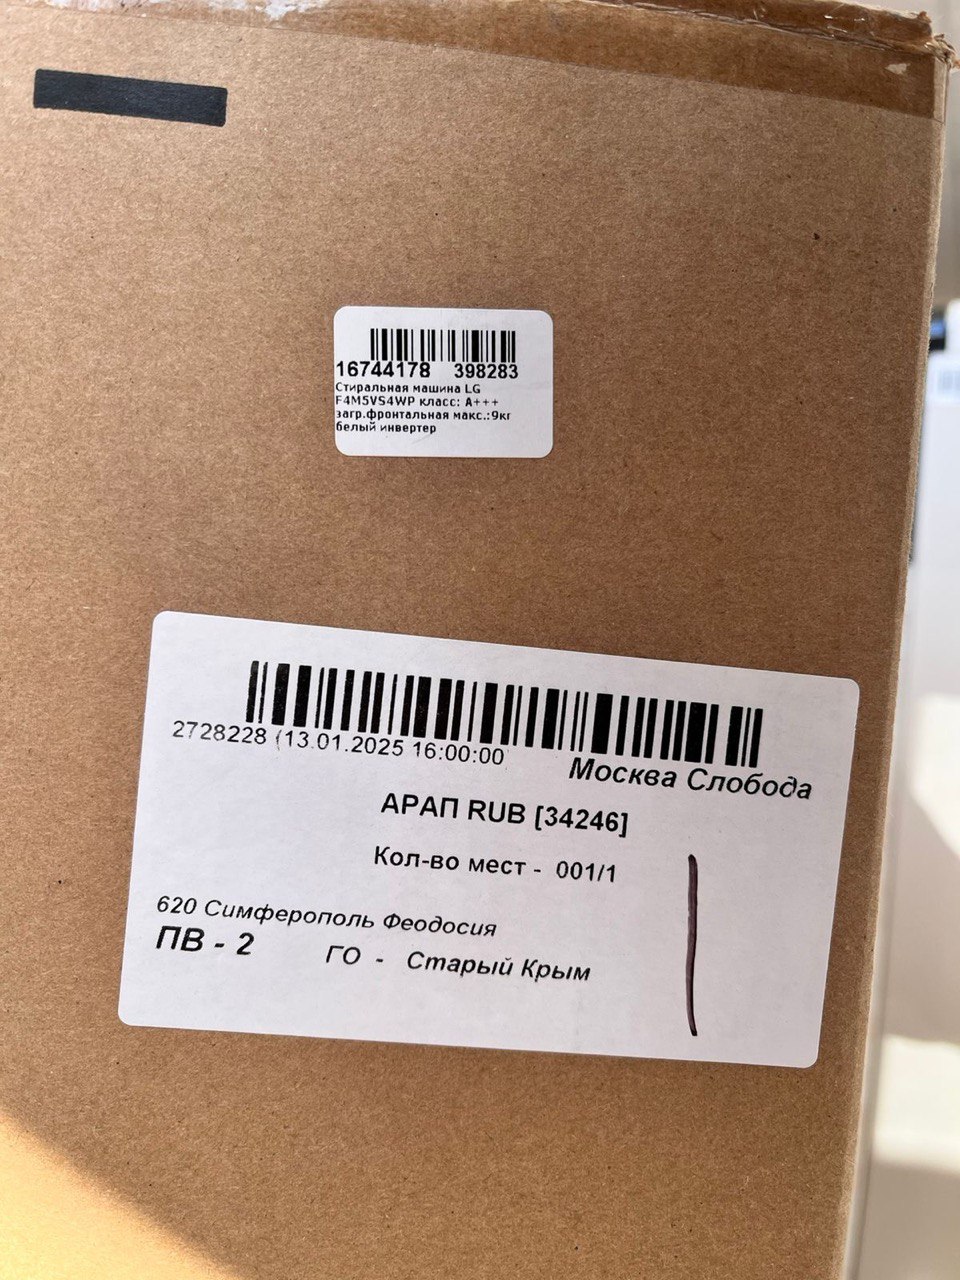 16744178 398283
Стиральная машина LG
F4M5VS4WP класс: A+++
загр.фронтальная макс.:9кг
белый инвертер
2728228 (13.01.2025 16:00:00
Москва Слобода
АРАП RUB [34246]
Кол-во мест - 001/1
620 Симферополь Феодосия
ПВ - 2 ГО - Старый Крым